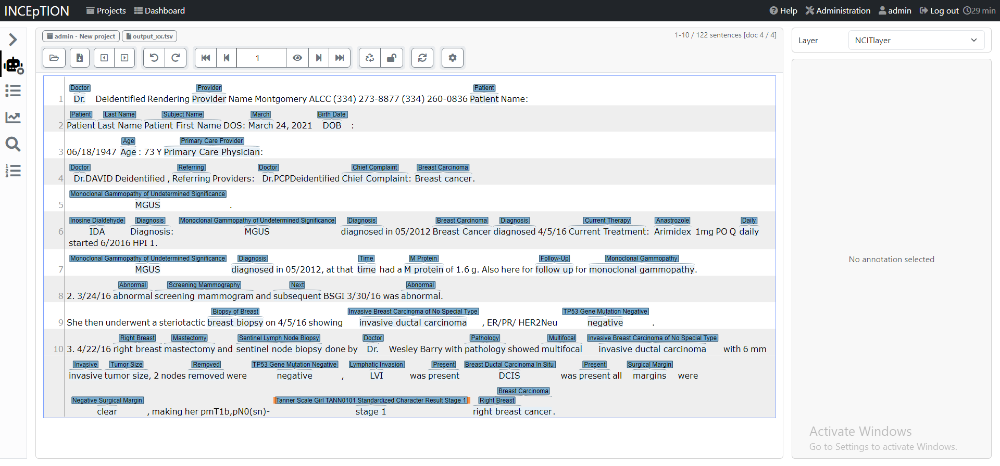 INCEpTION Projects Dashboard Help Administration admin Log out 29 min
admin - New project output_xx.tsv 1-10 / 122 sentences [doc 4 / 4]
Layer NCITlayer
1
Doctor Provider Patient
1 Dr. Deidentified Rendering Provider Name Montgomery ALCC (334) 273-8877 (334) 260-0836 Patient Name:
Patient Last Name Subject Name March Birth Date
2 Patient Last Name Patient First Name DOS: March 24, 2021 DOB :
Age Primary Care Provider
3 06/18/1947 Age : 73 Y Primary Care Physician:
Doctor Referring Doctor Chief Complaint Breast Carcinoma
4 Dr.DAVID Deidentified , Referring Providers: Dr.PCPDeidentified Chief Complaint: Breast cancer.
Monoclonal Gammopathy of Undetermined Significance
5 MGUS .
Inosine Dialdehyde Diagnosis Monoclonal Gammopathy of Undetermined Significance Diagnosis Breast Carcinoma Diagnosis Current Therapy Anastrozole Daily
6 IDA Diagnosis: MGUS diagnosed in 05/2012 Breast Cancer diagnosed 4/5/16 Current Treatment: Arimidex 1mg PO Q daily
started 6/2016 HPI 1.
Monoclonal Gammopathy of Undetermined Significance Diagnosis Time M Protein Follow-Up Monoclonal Gammopathy
7 MGUS diagnosed in 05/2012, at that time had a M protein of 1.6 g. Also here for follow up for monoclonal gammopathy.
No annotation selected
Abnormal Screening Mammography Next Abnormal
8 2. 3/24/16 abnormal screening mammogram and subsequent BSGI 3/30/16 was abnormal.
Biopsy of Breast Invasive Breast Carcinoma of No Special Type TP53 Gene Mutation Negative
9 She then underwent a steriotactic breast biopsy on 4/5/16 showing invasive ductal carcinoma , ER/PR/ HER2Neu negative .
Right Breast Mastectomy Sentinel Lymph Node Biopsy Doctor Pathology Multifocal Invasive Breast Carcinoma of No Special Type
10 3. 4/22/16 right breast mastectomy and sentinel node biopsy done by Dr. Wesley Barry with pathology showed multifocal invasive ductal carcinoma with 6 mm
Invasive Tumor Size Removed TP53 Gene Mutation Negative Lymphatic Invasion Present Breast Ductal Carcinoma In Situ Present Surgical Margin
invasive tumor size, 2 nodes removed were negative , LVI was present DCIS was present all margins were
Breast Carcinoma
Negative Surgical Margin Tanner Scale Girl TANN0101 Standardized Character Result Stage 1 Right Breast
clear , making her pmT1b,pN0(sn)- stage 1 right breast cancer.
Activate Windows
Go to Settings to activate Windows.